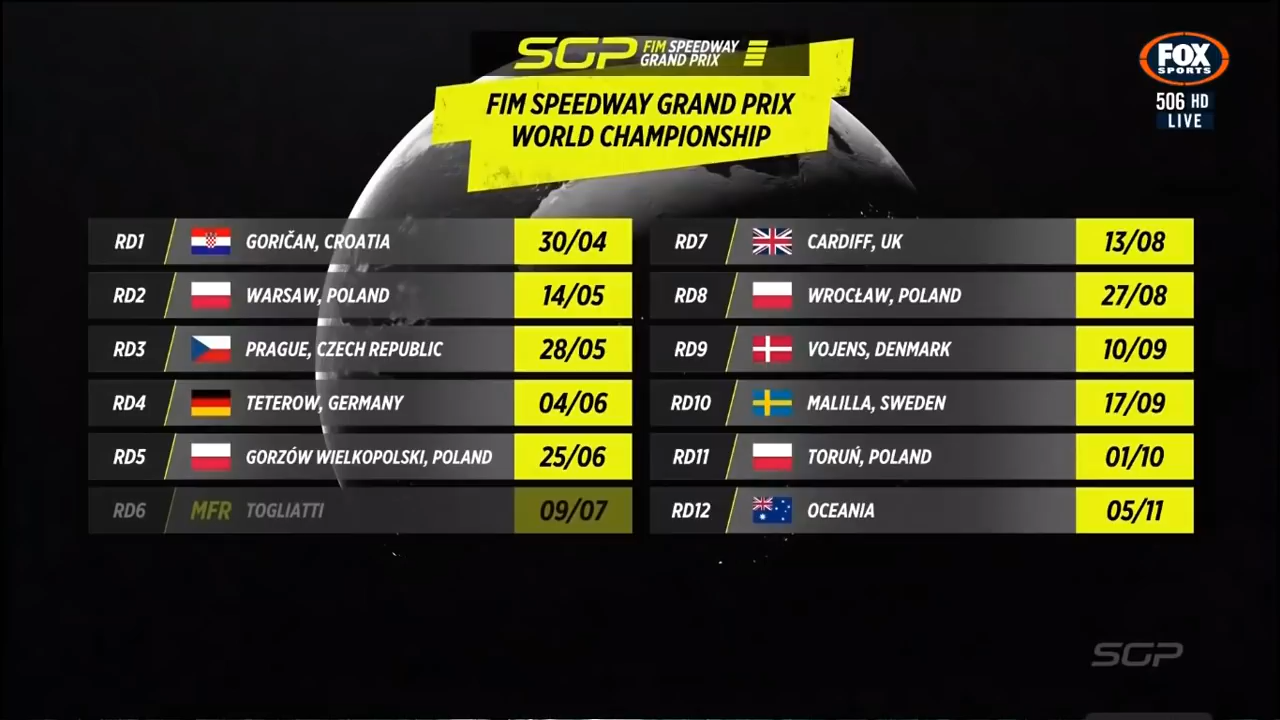 SGP FIM SPEEDWAY
GRAND PRIX
FIM SPEEDWAY GRAND PRIX
WORLD CHAMPIONSHIP
FOX
SPORTS
506 HD
LIVE
RD1 GORIČAN, CROATIA 30/04
RD2 WARSAW, POLAND 14/05
RD3 PRAGUE, CZECH REPUBLIC 28/05
RD4 TETEROW, GERMANY 04/06
RD5 GORZÓW WIELKOPOLSKI, POLAND 25/06
RD6 MFR TOGLIATTI 09/07
RD7 CARDIFF, UK 13/08
RD8 WROCŁAW, POLAND 27/08
RD9 VOJENS, DENMARK 10/09
RD10 MALILLA, SWEDEN 17/09
RD11 TORUŃ, POLAND 01/10
RD12 OCEANIA 05/11
SGP